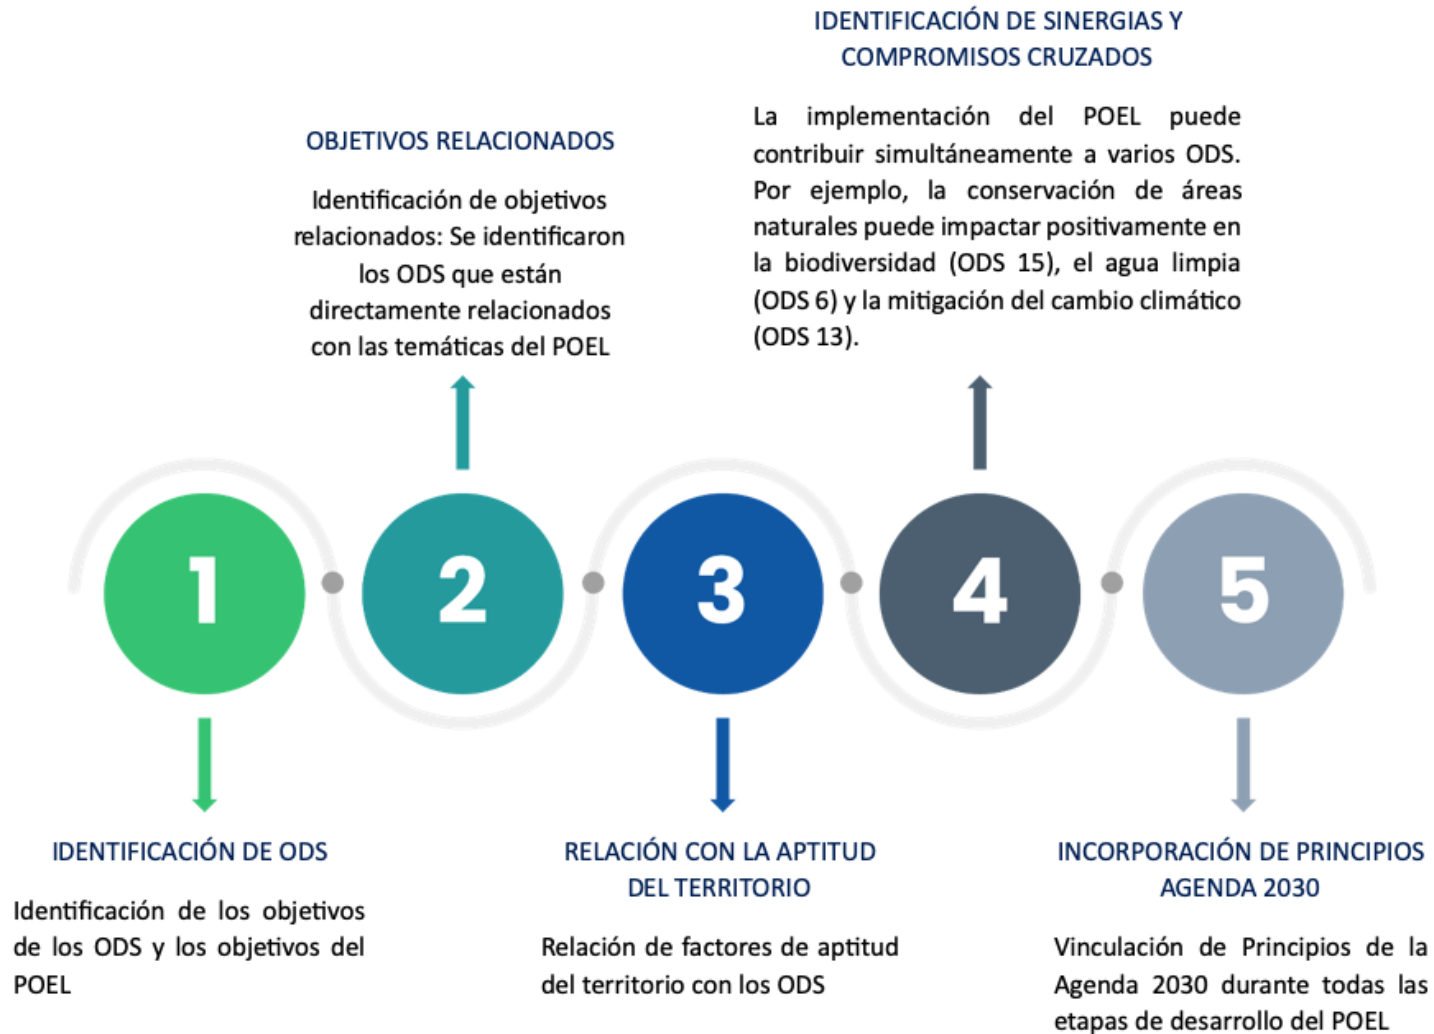 IDENTIFICACIÓN DE SINERGIAS Y
COMPROMISOS CRUZADOS
La implementación del POEL puede
contribuir simultáneamente a varios ODS.
Por ejemplo, la conservación de áreas
naturales puede impactar positivamente en
la biodiversidad (ODS 15), el agua limpia
(ODS 6) y la mitigación del cambio climático
(ODS 13).
OBJETIVOS RELACIONADOS
Identificación de objetivos
relacionados: Se identificaron
los ODS que están
directamente relacionados
con las temáticas del POEL
1
2
3
4
5
IDENTIFICACIÓN DE ODS
Identificación de los objetivos
de los ODS y los objetivos del
POEL
RELACIÓN CON LA APTITUD
DEL TERRITORIO
Relación de factores de aptitud
del territorio con los ODS
INCORPORACIÓN DE PRINCIPIOS
AGENDA 2030
Vinculación de Principios de la
Agenda 2030 durante todas las
etapas de desarrollo del POEL